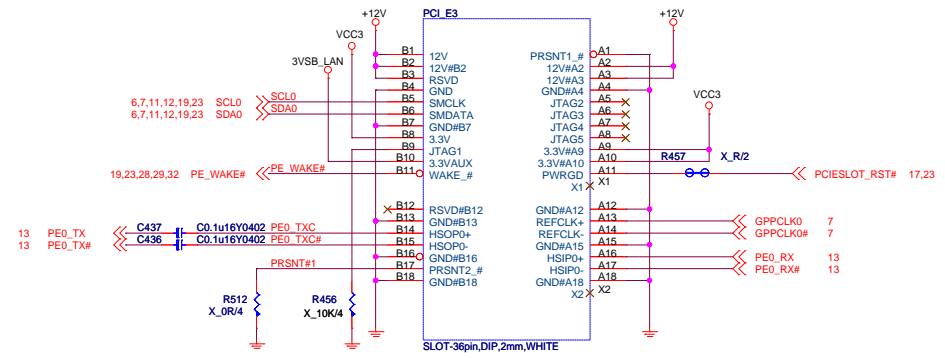 +12V
PCI_E3
+12V
VCC3
3VSB_LAN
B1 12V PRSNT1_# A1
B2 12V#B2 12V#A2 A2
B3 RSVD 12V#A3 A3
B4 GND GND#A4 A4
6,7,11,12,19,23 SCL0 SCL0 B5 SMCLK JTAG2 A5
6,7,11,12,19,23 SDA0 SDA0 B6 SMDATA JTAG3 A6
B7 GND#B7 JTAG4 A7
VCC3
B8 3.3V JTAG5 A8
B9 JTAG1 3.3V#A9 A9
B10 3.3VAUX 3.3V#A10 A10 R457 X_R/2
19,23,28,29,32 PE_WAKE# PE_WAKE# B11 WAKE_# PWRGD A11 PCIESLOT_RST# 17,23
X1 X1
B12 RSVD#B12 GND#A12 A12
B13 GND#B13 REFCLK+ A13 GPPCLK0 7
13 PE0_TX C437 C0.1u16Y0402 PE0_TXC B14 HSOP0+ REFCLK- A14 GPPCLK0# 7
13 PE0_TX# C436 C0.1u16Y0402 PE0_TXC# B15 HSOP0- GND#A15 A15
B16 GND#B16 HSIP0+ A16 PE0_RX 13
PRSNT#1 B17 PRSNT2_# HSIP0- A17 PE0_RX# 13
B18 GND#B18 GND#A18 A18
X2 X2
R512 R456
X_0R/4 X_10K/4
SLOT-36pin,DIP,2mm,WHITE